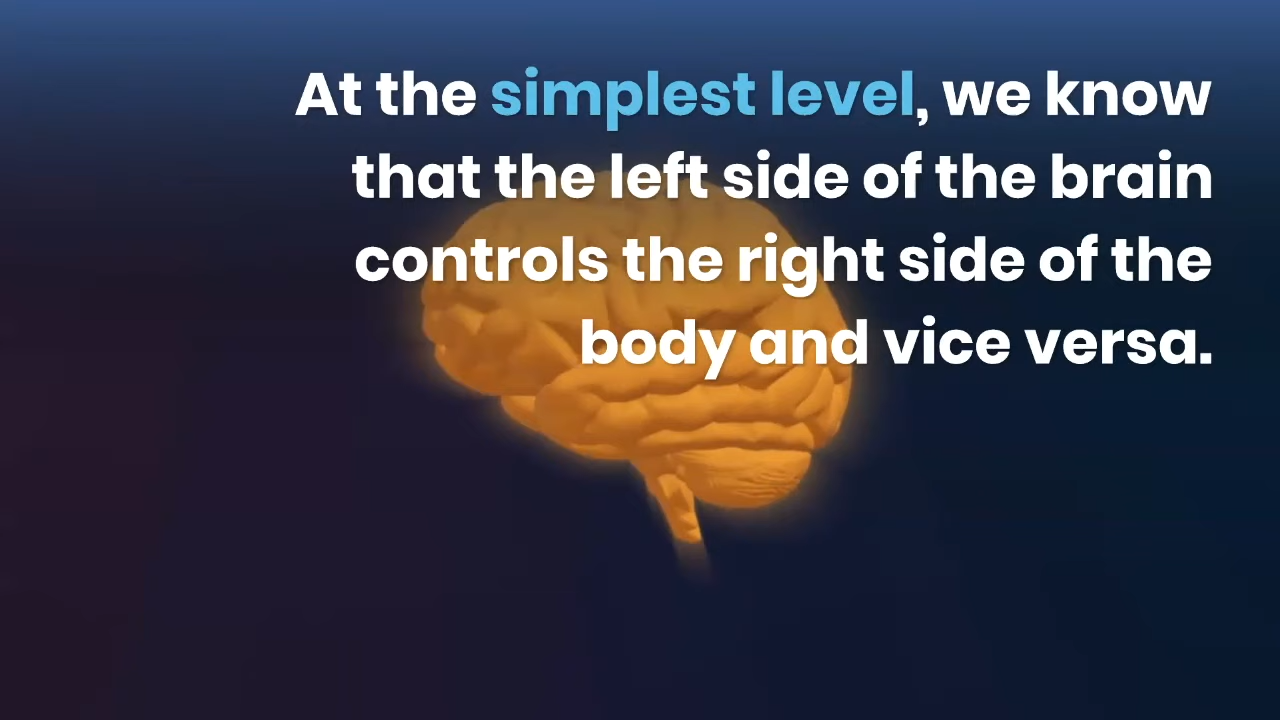 At the simplest level, we know
that the left side of the brain
controls the right side of the
body and vice versa.